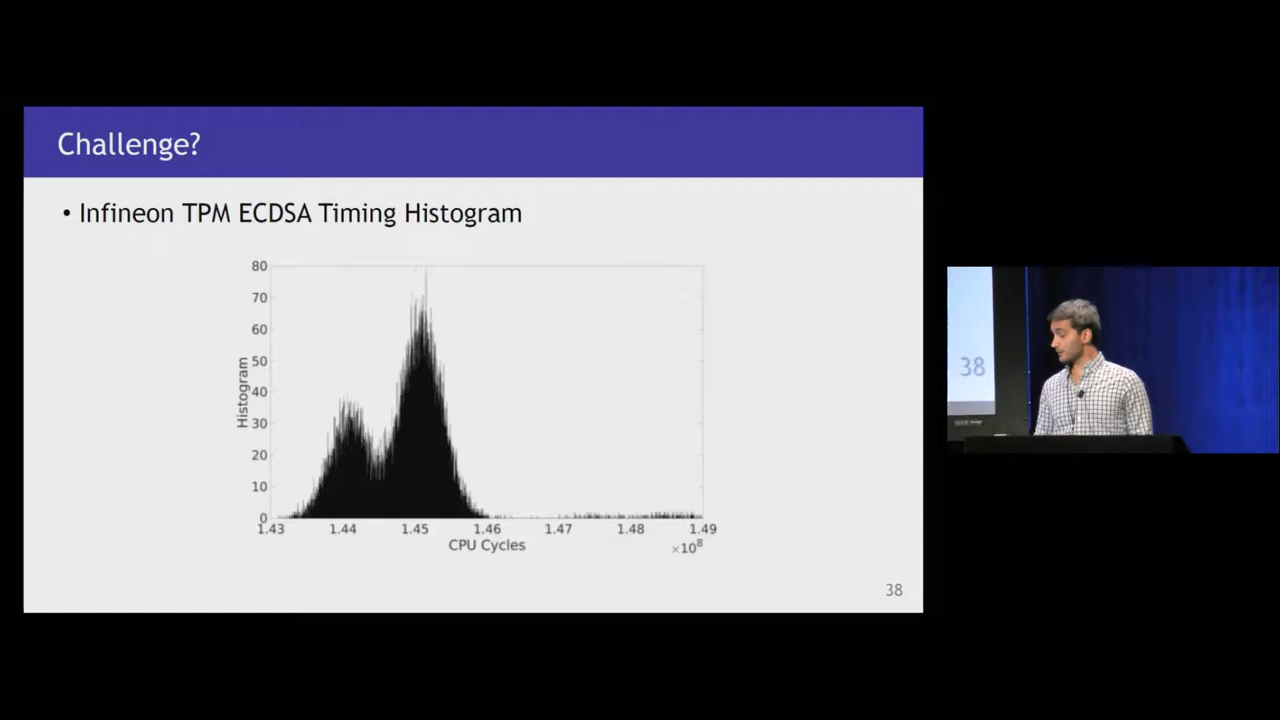 Challenge?
• Infineon TPM ECDSA Timing Histogram
80
70
60
50
40
30
20
10
0
Histogram
1.43 1.44 1.45 1.46 1.47 1.48 1.49
CPU Cycles
×10⁸
38
38